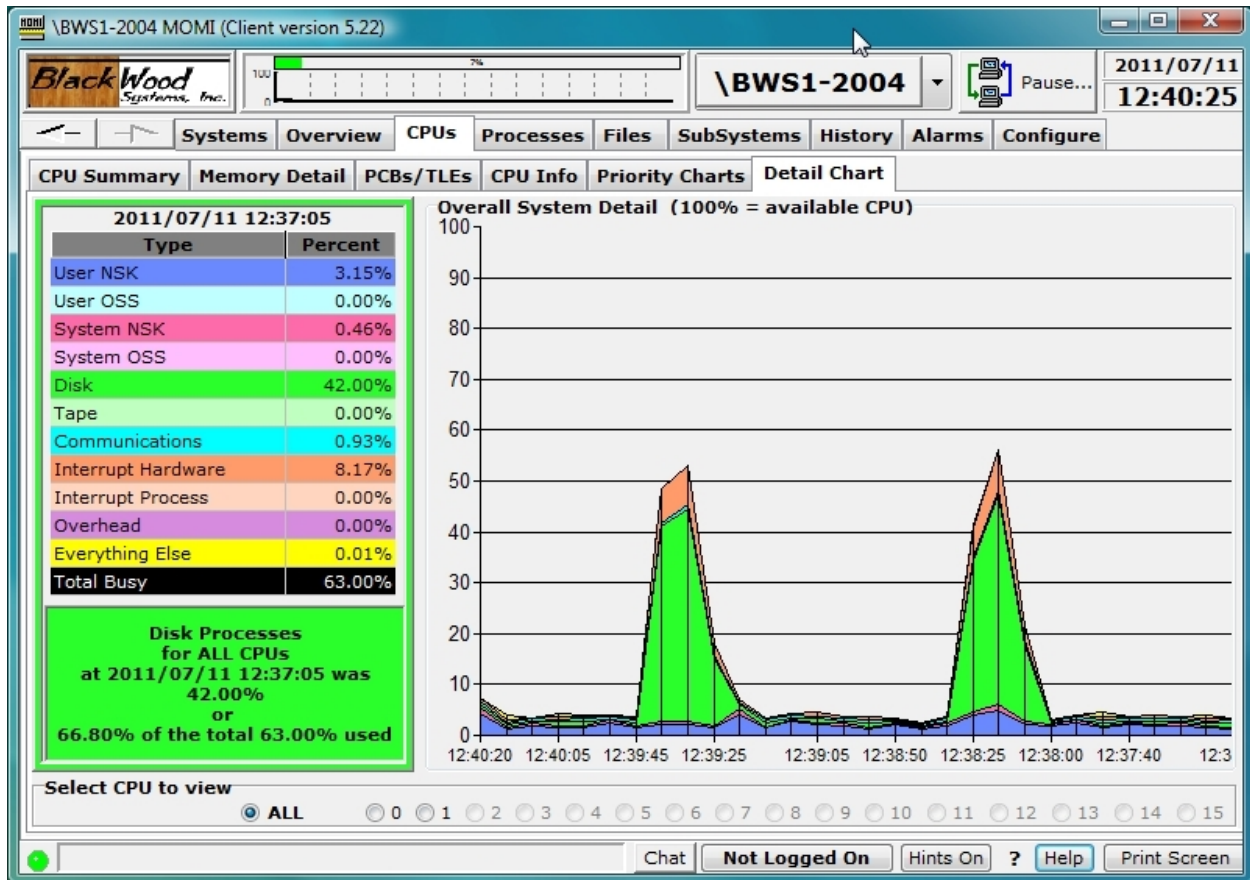 \BWS1-2004 MOMI (Client version 5.22)
BlackWood
Systems, Inc.
100
0
7%
\BWS1-2004
Pause...
2011/07/11
12:40:25
Systems Overview CPUs Processes Files SubSystems History Alarms Configure
CPU Summary Memory Detail PCBs/TLEs CPU Info Priority Charts Detail Chart
2011/07/11 12:37:05
Type Percent
User NSK 3.15%
User OSS 0.00%
System NSK 0.46%
System OSS 0.00%
Disk 42.00%
Tape 0.00%
Communications 0.93%
Interrupt Hardware 8.17%
Interrupt Process 0.00%
Overhead 0.00%
Everything Else 0.01%
Total Busy 63.00%
Disk Processes
for ALL CPUs
at 2011/07/11 12:37:05 was
42.00%
or
66.80% of the total 63.00% used
Overall System Detail (100% = available CPU)
100
90
80
70
60
50
40
30
20
10
0
12:40:20 12:40:05 12:39:45 12:39:25 12:39:05 12:38:50 12:38:25 12:38:00 12:37:40 12:3
Select CPU to view
ALL 0 1 2 3 4 5 6 7 8 9 10 11 12 13 14 15
Chat Not Logged On Hints On ? Help Print Screen